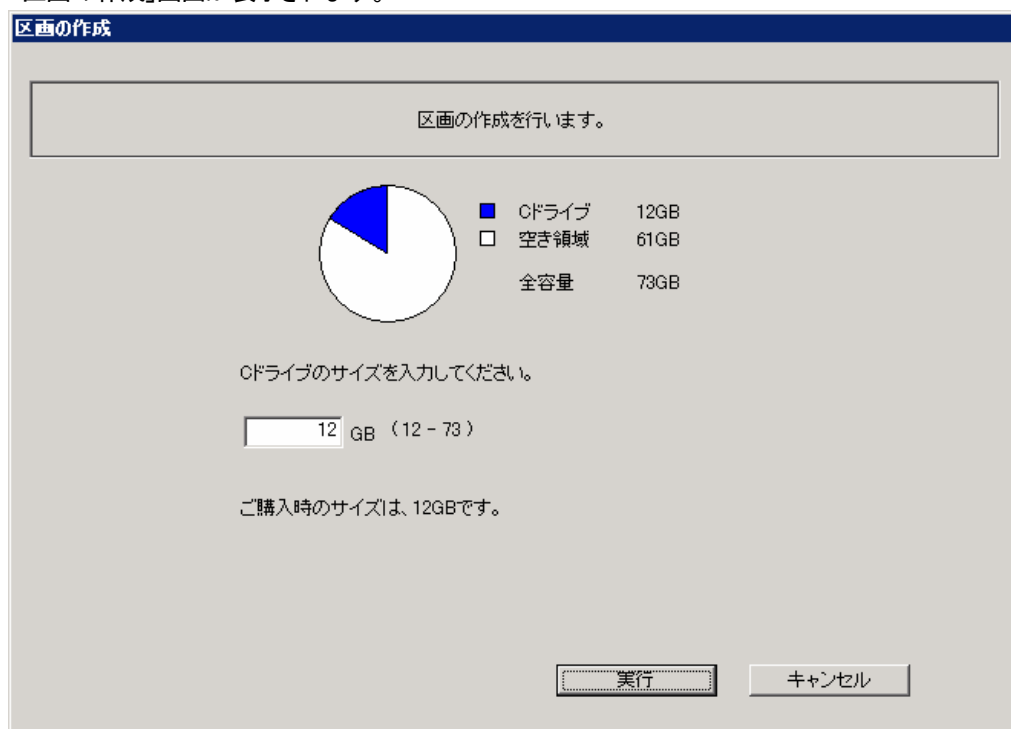 区画の作成
区画の作成を行います。
Cドライブ 12GB
空き領域 61GB
全容量 73GB
Cドライブのサイズを入力してください。
12 GB (12 - 73)
ご購入時のサイズは、12GBです。
実行 キャンセル